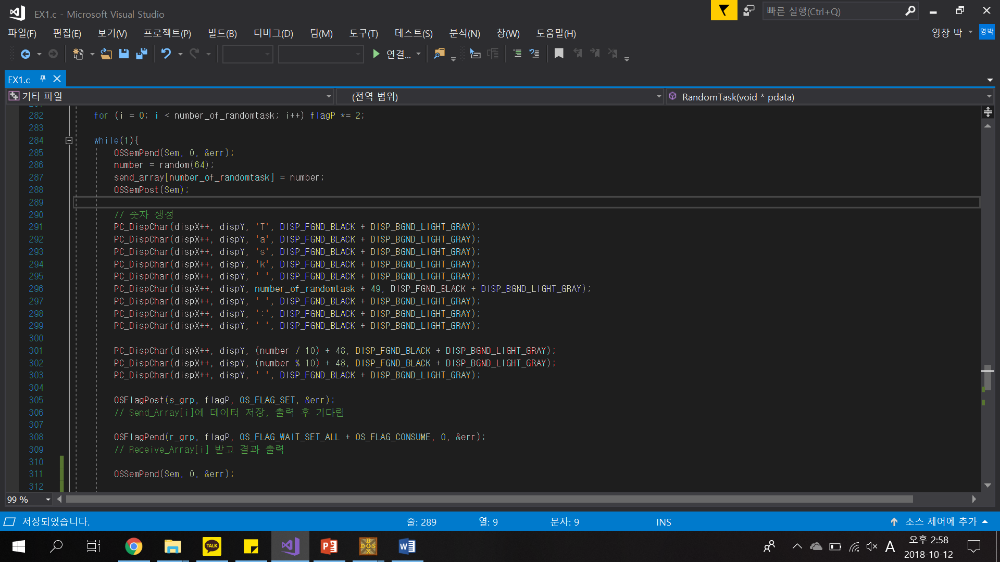 EX1.c - Microsoft Visual Studio
빠른 실행(Ctrl+Q)
파일(F) 편집(E) 보기(V) 프로젝트(P) 빌드(B) 디버그(D) 팀(M) 도구(T) 테스트(S) 분석(N) 창(W) 도움말(H)
영창 박 영박
연결...
EX1.c
기타 파일 (전역 범위) RandomTask(void * pdata)
282 for (i = 0; i < number_of_randomtask; i++) flagP *= 2;
283
284 while(1){
285 OSSemPend(Sem, 0, &err);
286 number = random(64);
287 send_array[number_of_randomtask] = number;
288 OSSemPost(Sem);
289
290 // 숫자 생성
291 PC_DispChar(dispX++, dispY, 'T', DISP_FGND_BLACK + DISP_BGND_LIGHT_GRAY);
292 PC_DispChar(dispX++, dispY, 'a', DISP_FGND_BLACK + DISP_BGND_LIGHT_GRAY);
293 PC_DispChar(dispX++, dispY, 's', DISP_FGND_BLACK + DISP_BGND_LIGHT_GRAY);
294 PC_DispChar(dispX++, dispY, 'k', DISP_FGND_BLACK + DISP_BGND_LIGHT_GRAY);
295 PC_DispChar(dispX++, dispY, ' ', DISP_FGND_BLACK + DISP_BGND_LIGHT_GRAY);
296 PC_DispChar(dispX++, dispY, number_of_randomtask + 49, DISP_FGND_BLACK + DISP_BGND_LIGHT_GRAY);
297 PC_DispChar(dispX++, dispY, ' ', DISP_FGND_BLACK + DISP_BGND_LIGHT_GRAY);
298 PC_DispChar(dispX++, dispY, ':', DISP_FGND_BLACK + DISP_BGND_LIGHT_GRAY);
299 PC_DispChar(dispX++, dispY, ' ', DISP_FGND_BLACK + DISP_BGND_LIGHT_GRAY);
300
301 PC_DispChar(dispX++, dispY, (number / 10) + 48, DISP_FGND_BLACK + DISP_BGND_LIGHT_GRAY);
302 PC_DispChar(dispX++, dispY, (number % 10) + 48, DISP_FGND_BLACK + DISP_BGND_LIGHT_GRAY);
303 PC_DispChar(dispX++, dispY, ' ', DISP_FGND_BLACK + DISP_BGND_LIGHT_GRAY);
304
305 OSFlagPost(s_grp, flagP, OS_FLAG_SET, &err);
306 // Send_Array[i]에 데이터 저장, 출력 후 기다림
307
308 OSFlagPend(r_grp, flagP, OS_FLAG_WAIT_SET_ALL + OS_FLAG_CONSUME, 0, &err);
309 // Receive_Array[i] 받고 결과 출력
310
311 OSSemPend(Sem, 0, &err);
312
99 %
저장되었습니다. 줄: 289 열: 9 문자: 9 INS 소스 제어에 추가
TALK
DOS BOX
A
오후 2:58
2018-10-12